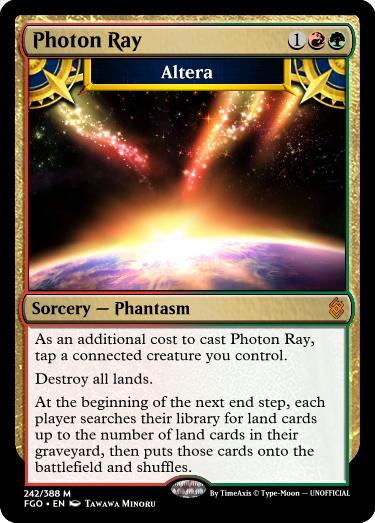 Photon Ray 1
Altera
Sorcery — Phantasm
As an additional cost to cast Photon Ray,
tap a connected creature you control.
Destroy all lands.
At the beginning of the next end step, each
player searches their library for land cards
up to the number of land cards in their
graveyard, then puts those cards onto the
battlefield and shuffles.
242/388 M
FGO • EN Tawawa Minoru
By TimeAxis © Type-Moon — UNOFFICIAL